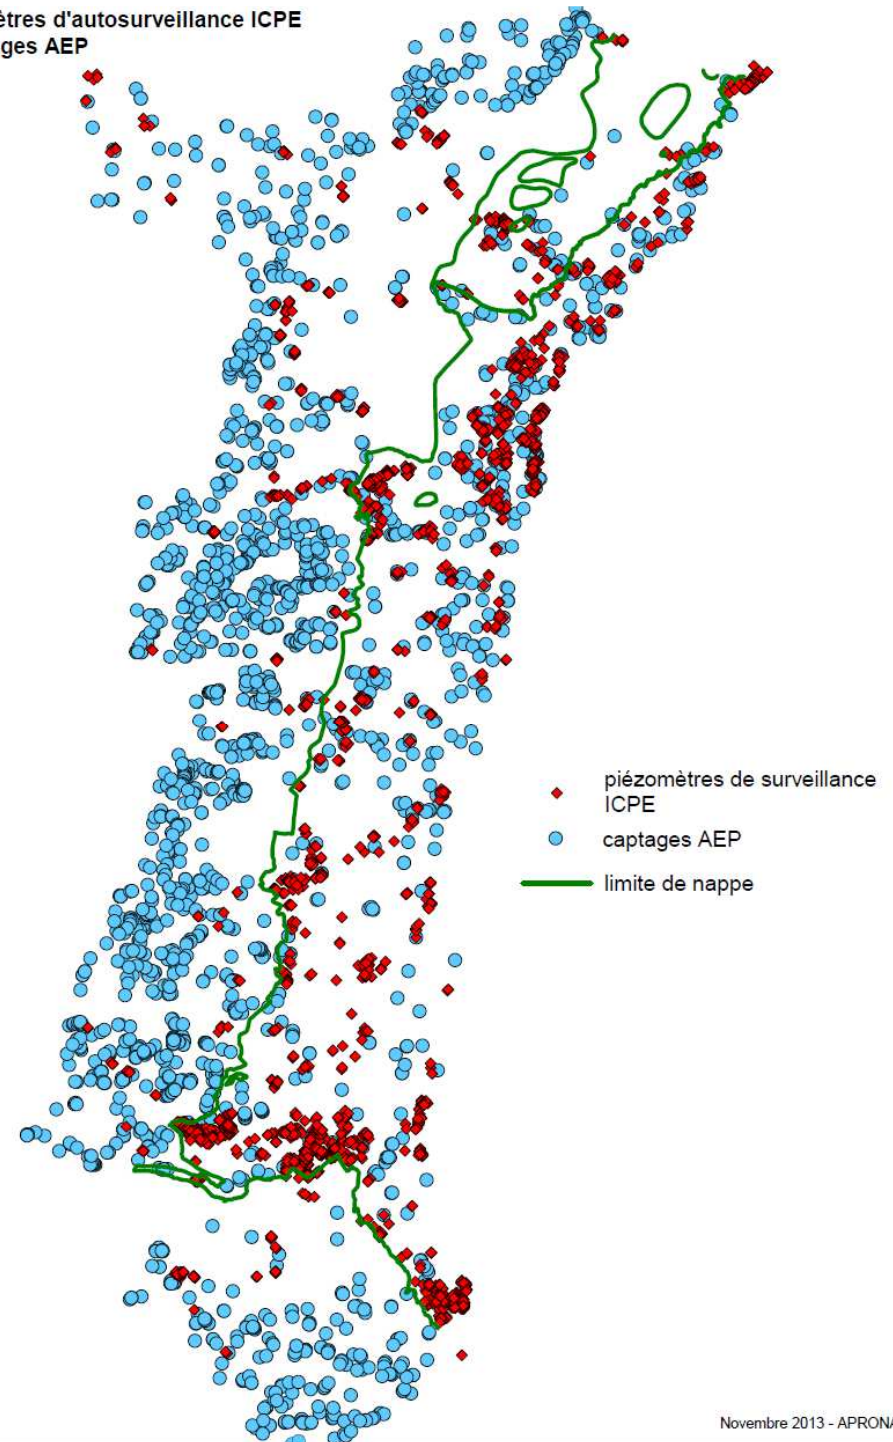 ètres d'autosurveillance ICPE
ges AEP
piézomètres de surveillance
ICPE
captages AEP
limite de nappe
Novembre 2013 - APRONA